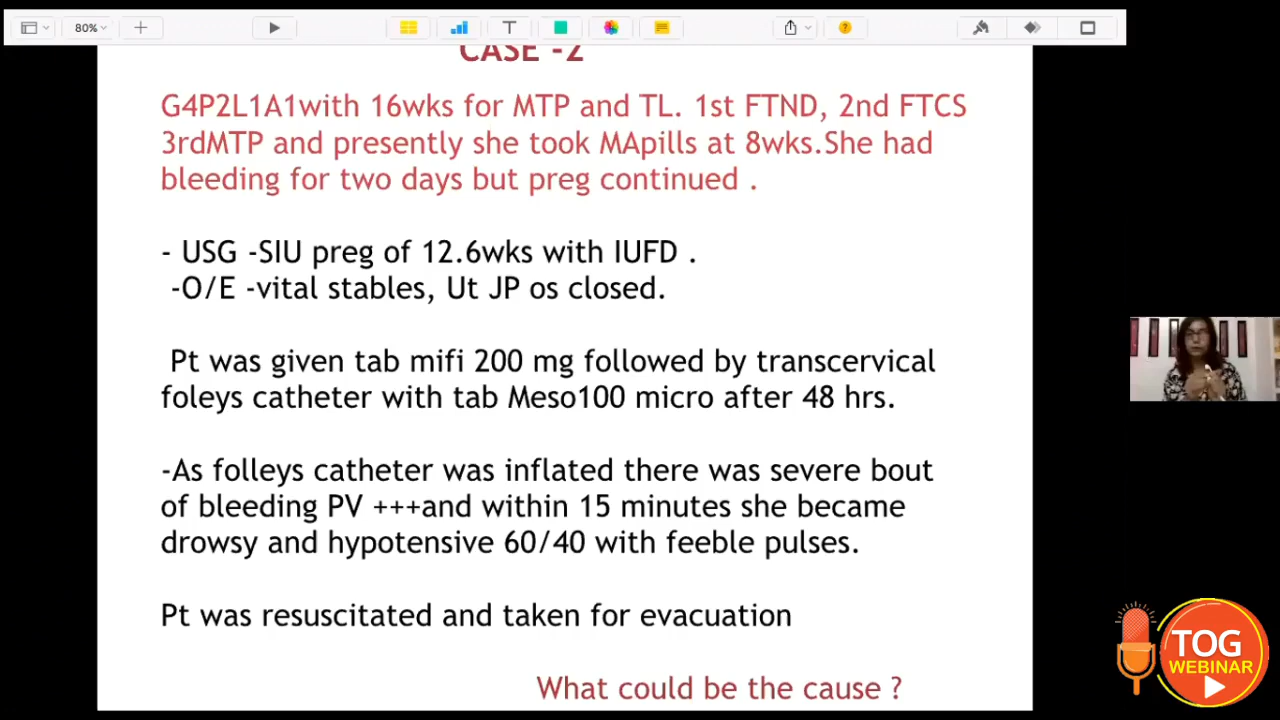 80%
CASE -2
G4P2L1A1with 16wks for MTP and TL. 1st FTND, 2nd FTCS
3rdMTP and presently she took MApills at 8wks.She had
bleeding for two days but preg continued .
- USG -SIU preg of 12.6wks with IUFD .
-O/E -vital stables, Ut JP os closed.
Pt was given tab mifi 200 mg followed by transcervical
foleys catheter with tab Meso100 micro after 48 hrs.
-As folleys catheter was inflated there was severe bout
of bleeding PV +++and within 15 minutes she became
drowsy and hypotensive 60/40 with feeble pulses.
Pt was resuscitated and taken for evacuation
What could be the cause ?
TOG
WEBINAR